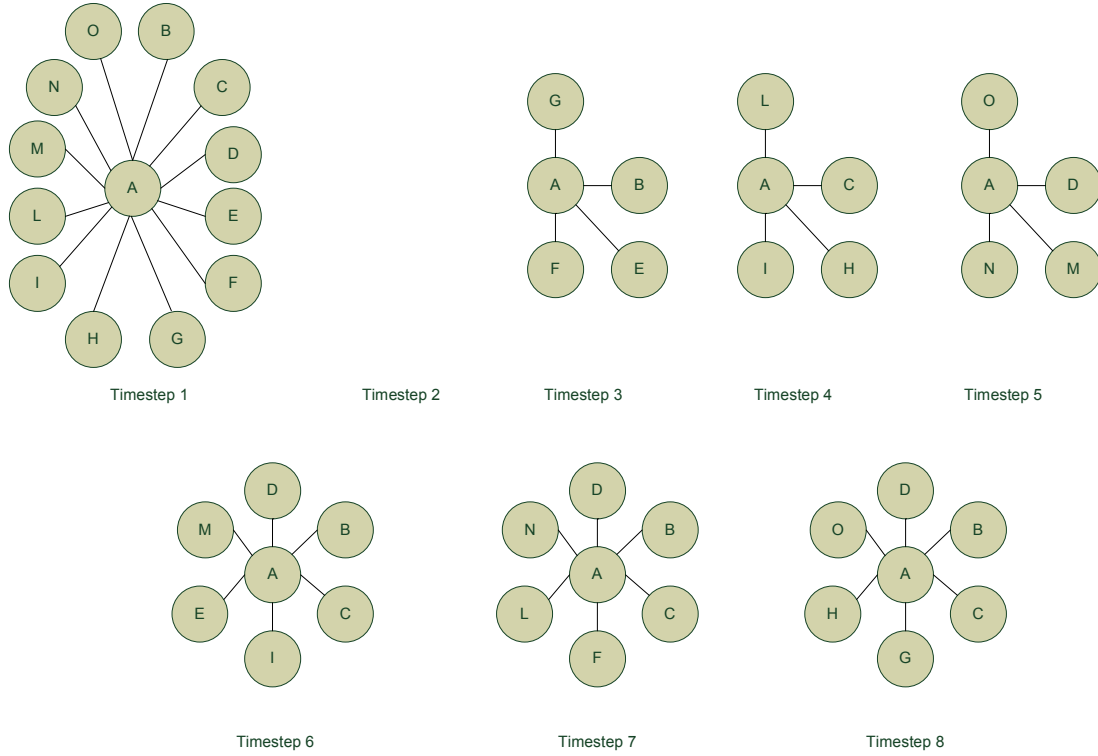 O B
N C
G L O
M D
A
A B A C A D
L E
I F
F E I H N M
H G
Timestep 1 Timestep 2 Timestep 3 Timestep 4 Timestep 5
D D D
M B N B O B
A A A
E C L C H C
I F G
Timestep 6 Timestep 7 Timestep 8